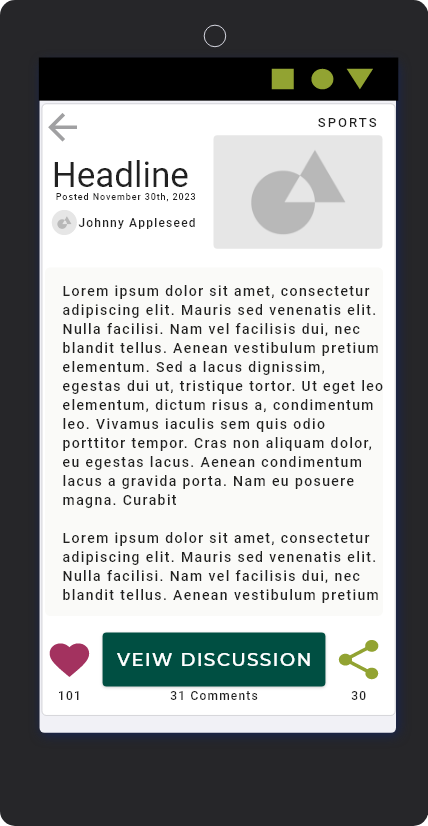 SPORTS
Headline
Posted November 30th, 2023
Johnny Appleseed
Lorem ipsum dolor sit amet, consectetur
adipiscing elit. Mauris sed venenatis elit.
Nulla facilisi. Nam vel facilisis dui, nec
blandit tellus. Aenean vestibulum pretium
elementum. Sed a lacus dignissim,
egestas dui ut, tristique tortor. Ut eget leo
elementum, dictum risus a, condimentum
leo. Vivamus iaculis sem quis odio
porttitor tempor. Cras non aliquam dolor,
eu egestas lacus. Aenean condimentum
lacus a gravida porta. Nam eu posuere
magna. Curabit
Lorem ipsum dolor sit amet, consectetur
adipiscing elit. Mauris sed venenatis elit.
Nulla facilisi. Nam vel facilisis dui, nec
blandit tellus. Aenean vestibulum pretium
VEIW DISCUSSION
101
31 Comments
30